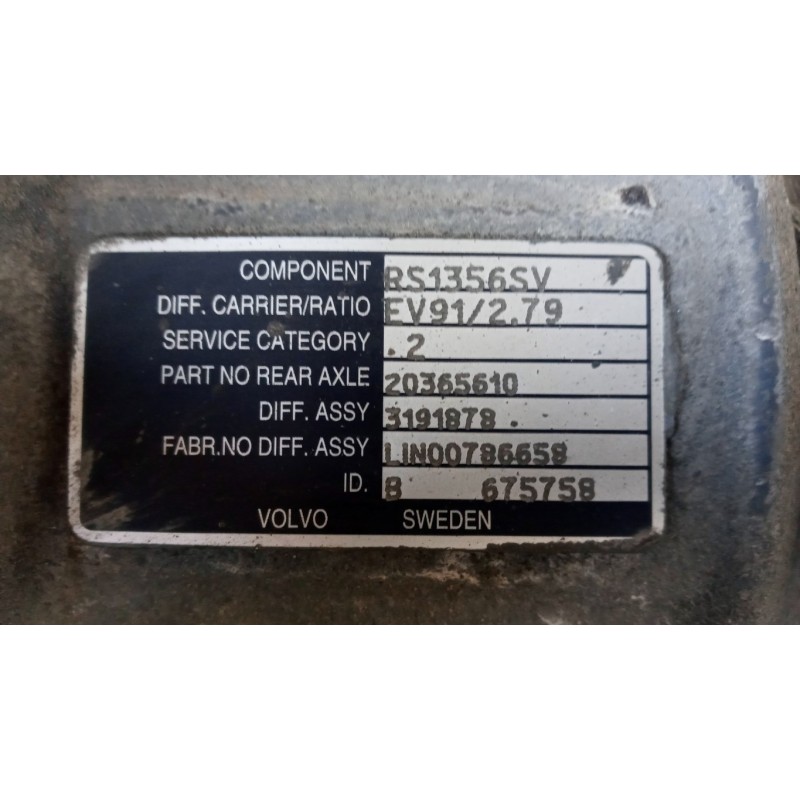 COMPONENT RS1356SV
DIFF. CARRIER/RATIO EV91/2.79
SERVICE CATEGORY .2
PART NO REAR AXLE 20365610
DIFF. ASSY 3191878.
FABR.NO DIFF. ASSY LIN00786658
ID. 8 675758
VOLVO SWEDEN